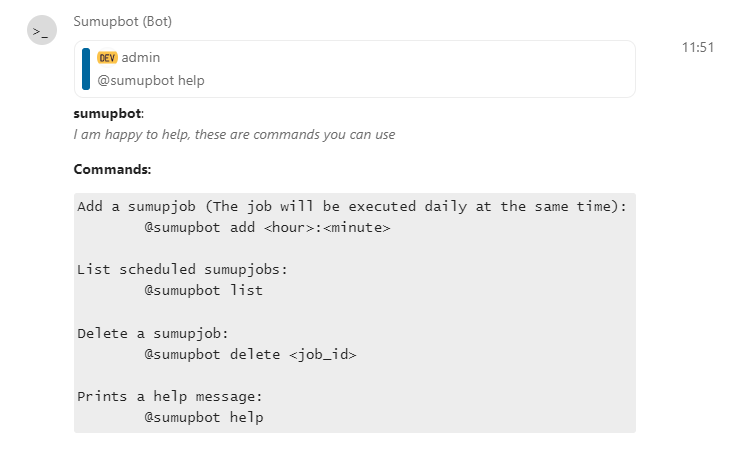 Sumupbot (Bot)
>_
11:51
DEV admin
@sumupbot help
sumupbot:
I am happy to help, these are commands you can use
Commands:
Add a sumupjob (The job will be executed daily at the same time):
@sumupbot add <hour>:<minute>
List scheduled sumupjobs:
@sumupbot list
Delete a sumupjob:
@sumupbot delete <job_id>
Prints a help message:
@sumupbot help